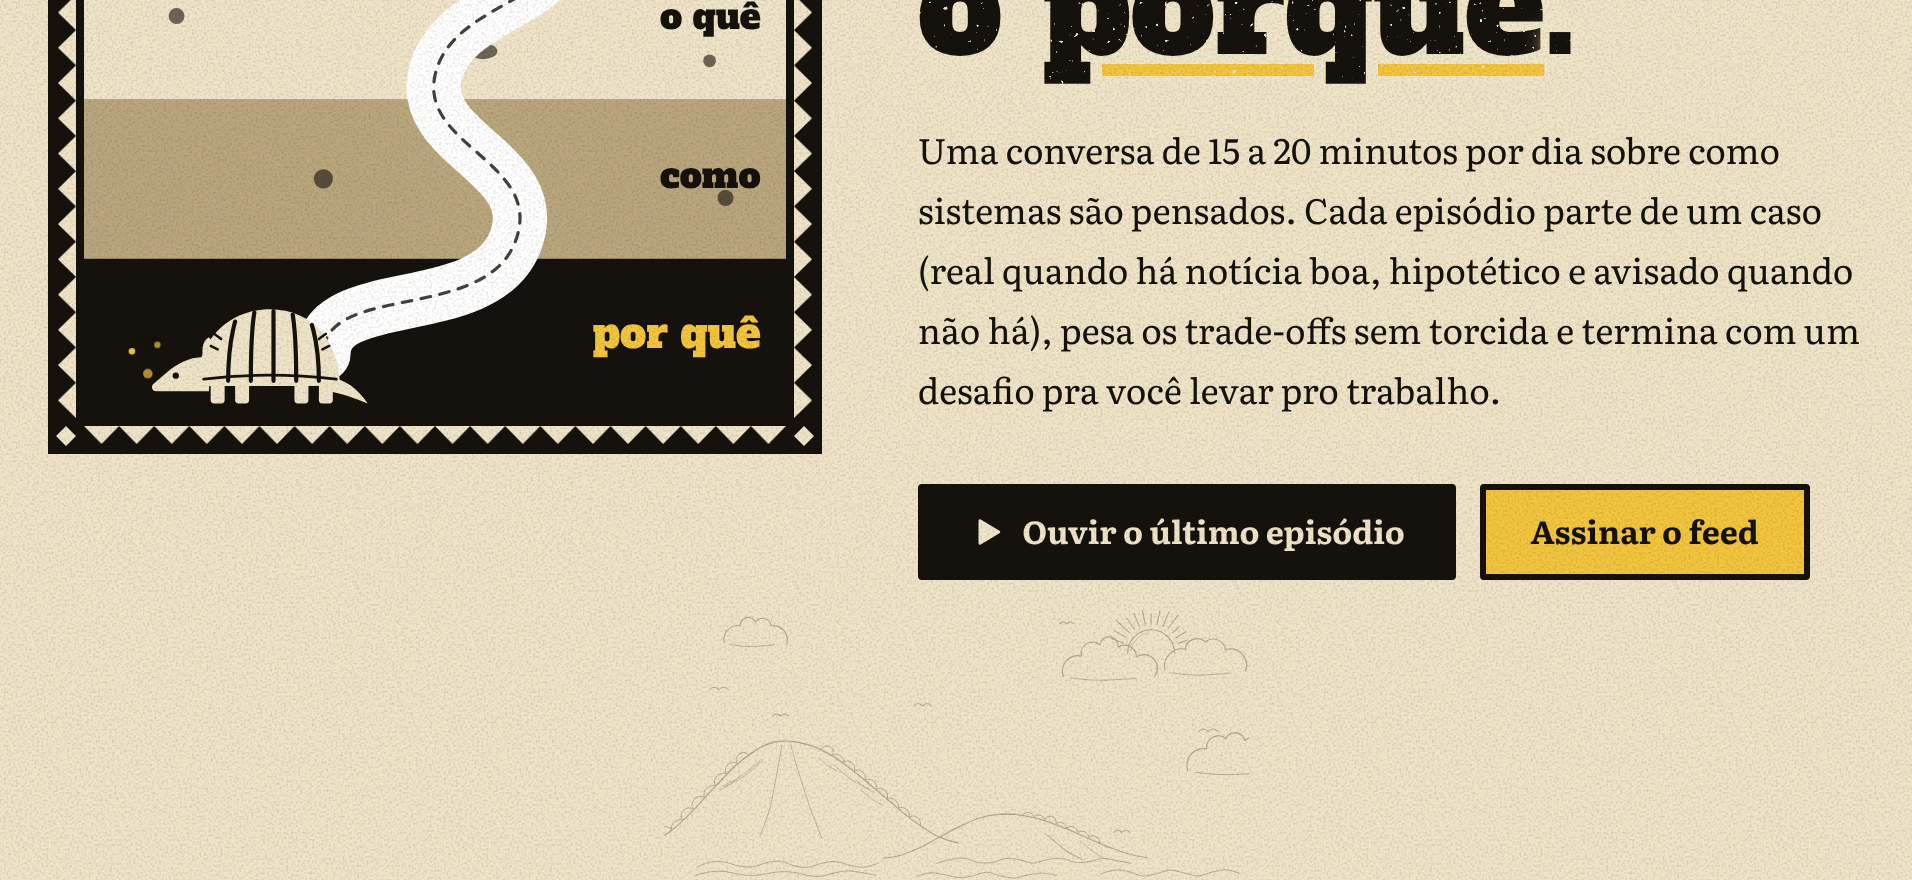 o quê
como
por quê
o porquê.
Uma conversa de 15 a 20 minutos por dia sobre como
sistemas são pensados. Cada episódio parte de um caso
(real quando há notícia boa, hipotético e avisado quando
não há), pesa os trade-offs sem torcida e termina com um
desafio pra você levar pro trabalho.
Ouvir o último episódio
Assinar o feed